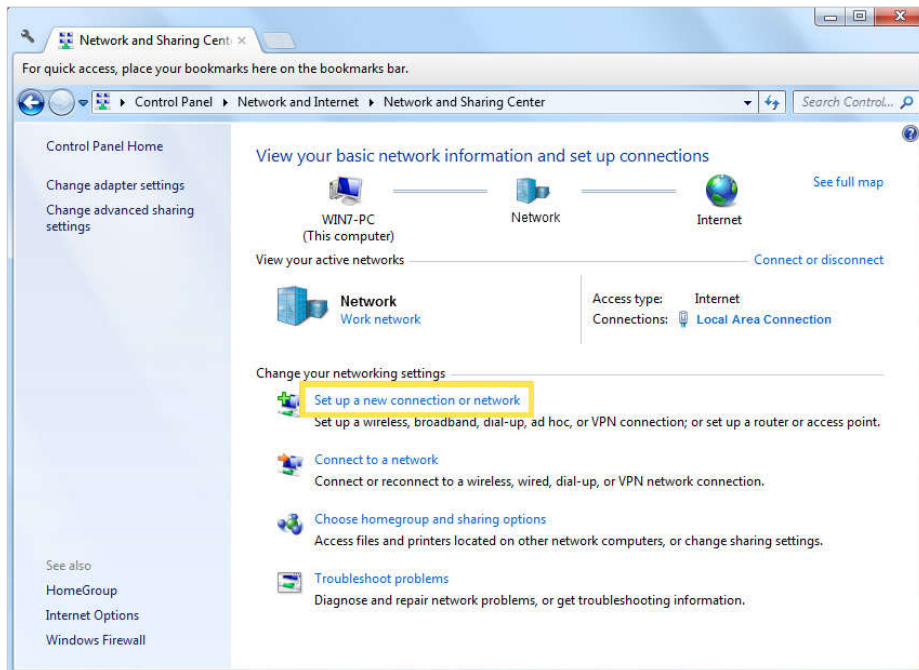 Network and Sharing Cent
For quick access, place your bookmarks here on the bookmarks bar.
Control Panel Network and Internet Network and Sharing Center
Search Control...
Control Panel Home
Change adapter settings
Change advanced sharing
settings
View your basic network information and set up connections
See full map
WIN7-PC
(This computer)
Network
Internet
View your active networks
Connect or disconnect
Network
Work network
Access type: Internet
Connections: Local Area Connection
Change your networking settings
Set up a new connection or network
Set up a wireless, broadband, dial-up, ad hoc, or VPN connection; or set up a router or access point.
Connect to a network
Connect or reconnect to a wireless, wired, dial-up, or VPN network connection.
Choose homegroup and sharing options
Access files and printers located on other network computers, or change sharing settings.
Troubleshoot problems
Diagnose and repair network problems, or get troubleshooting information.
See also
HomeGroup
Internet Options
Windows Firewall